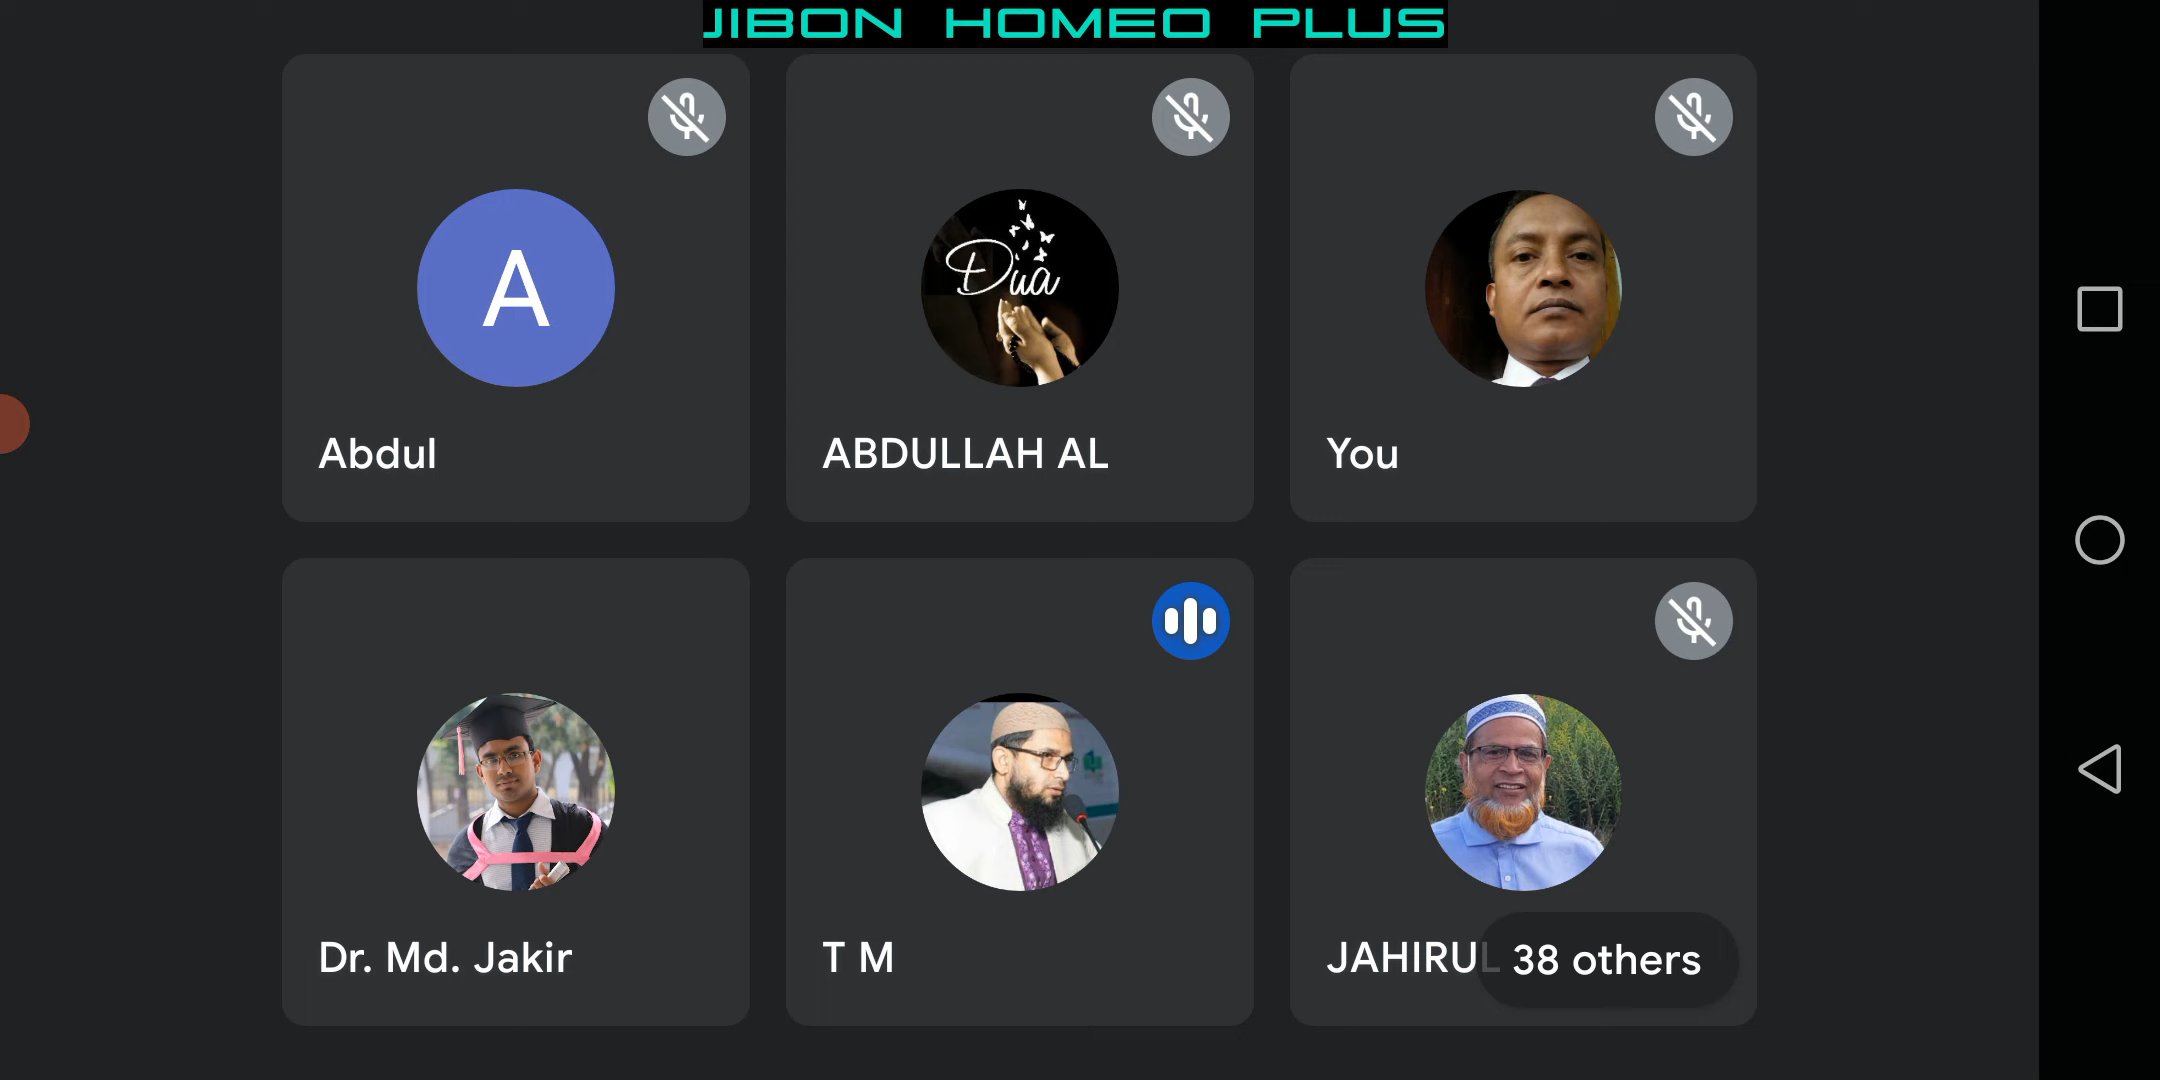 JIBON HOMEO PLUS
A
Dua
Abdul
ABDULLAH AL
You
Dr. Md. Jakir
T M
JAHIRUL
38 others